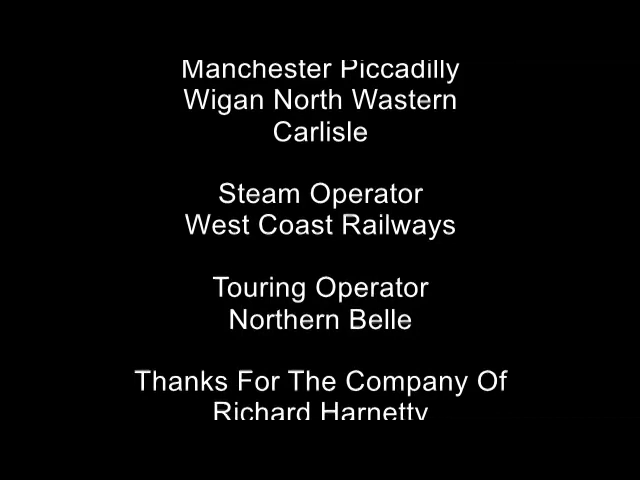 Manchester Piccadilly
Wigan North Wastern
Carlisle
Steam Operator
West Coast Railways
Touring Operator
Northern Belle
Thanks For The Company Of
Richard Harnetty